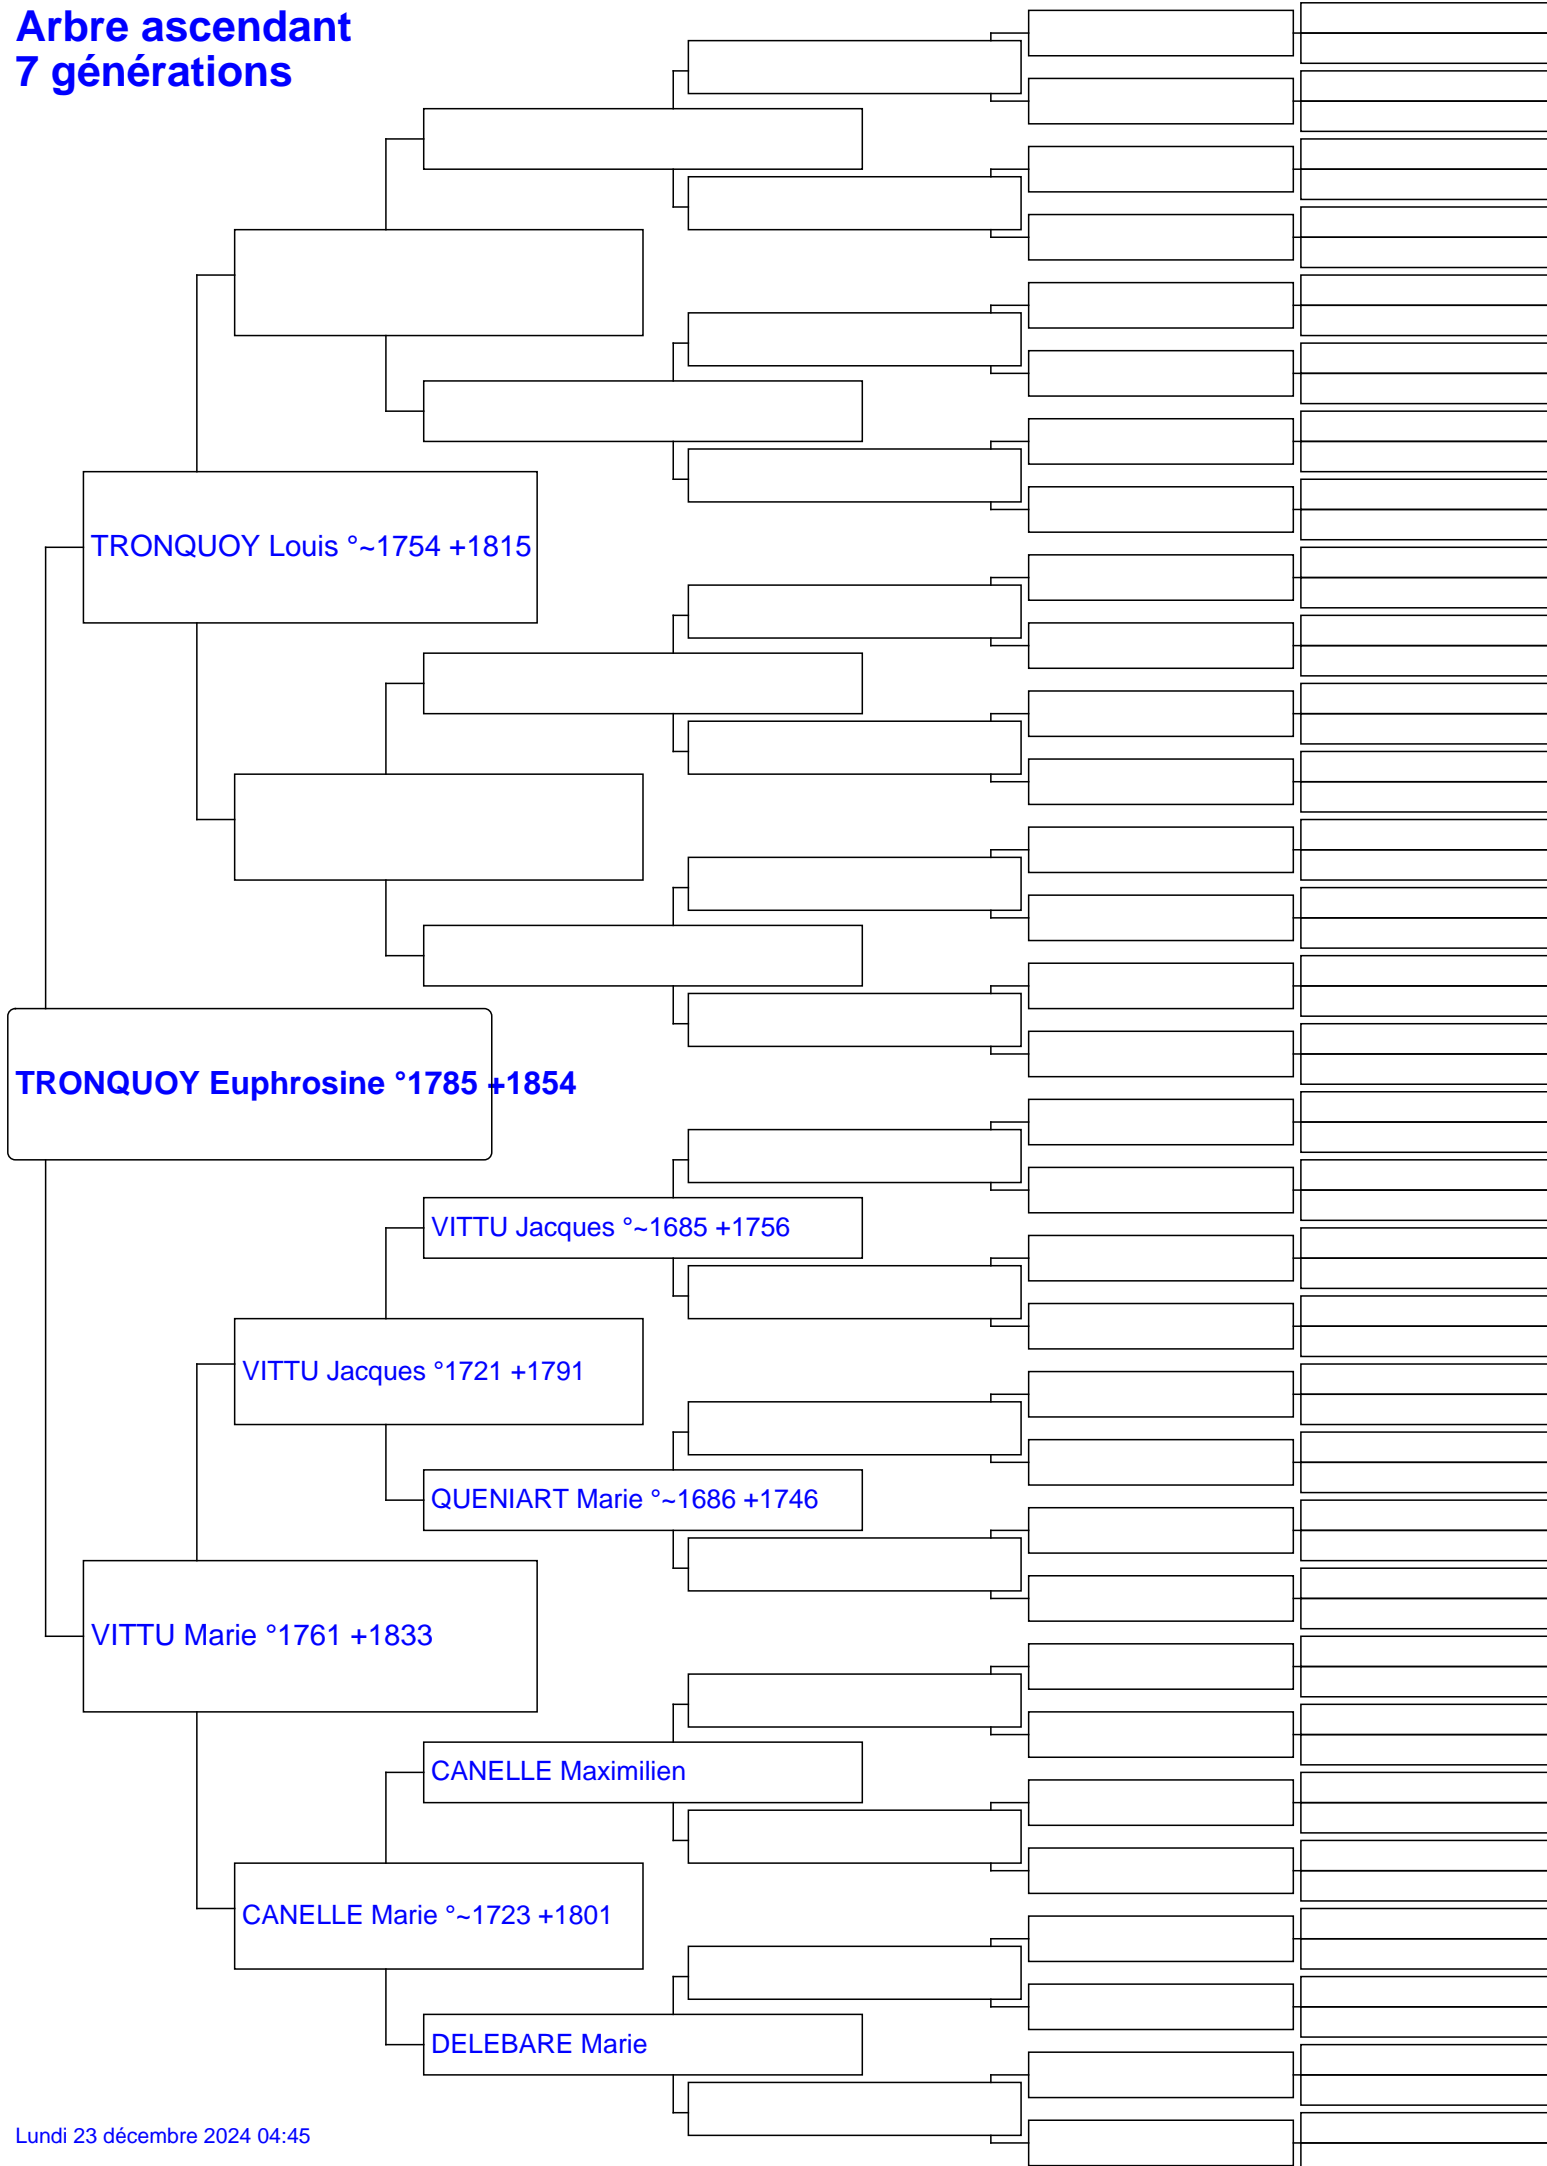 Arbre ascendant
7 générations
TRONQUOY Louis °~1754 +1815
TRONQUOY Euphrosine °1785 +1854
VITTU Jacques °~1685 +1756
VITTU Jacques °1721 +1791
QUENIART Marie °~1686 +1746
VITTU Marie °1761 +1833
CANELLE Maximilien
CANELLE Marie °~1723 +1801
DELEBARE Marie
Lundi 23 décembre 2024 04:45